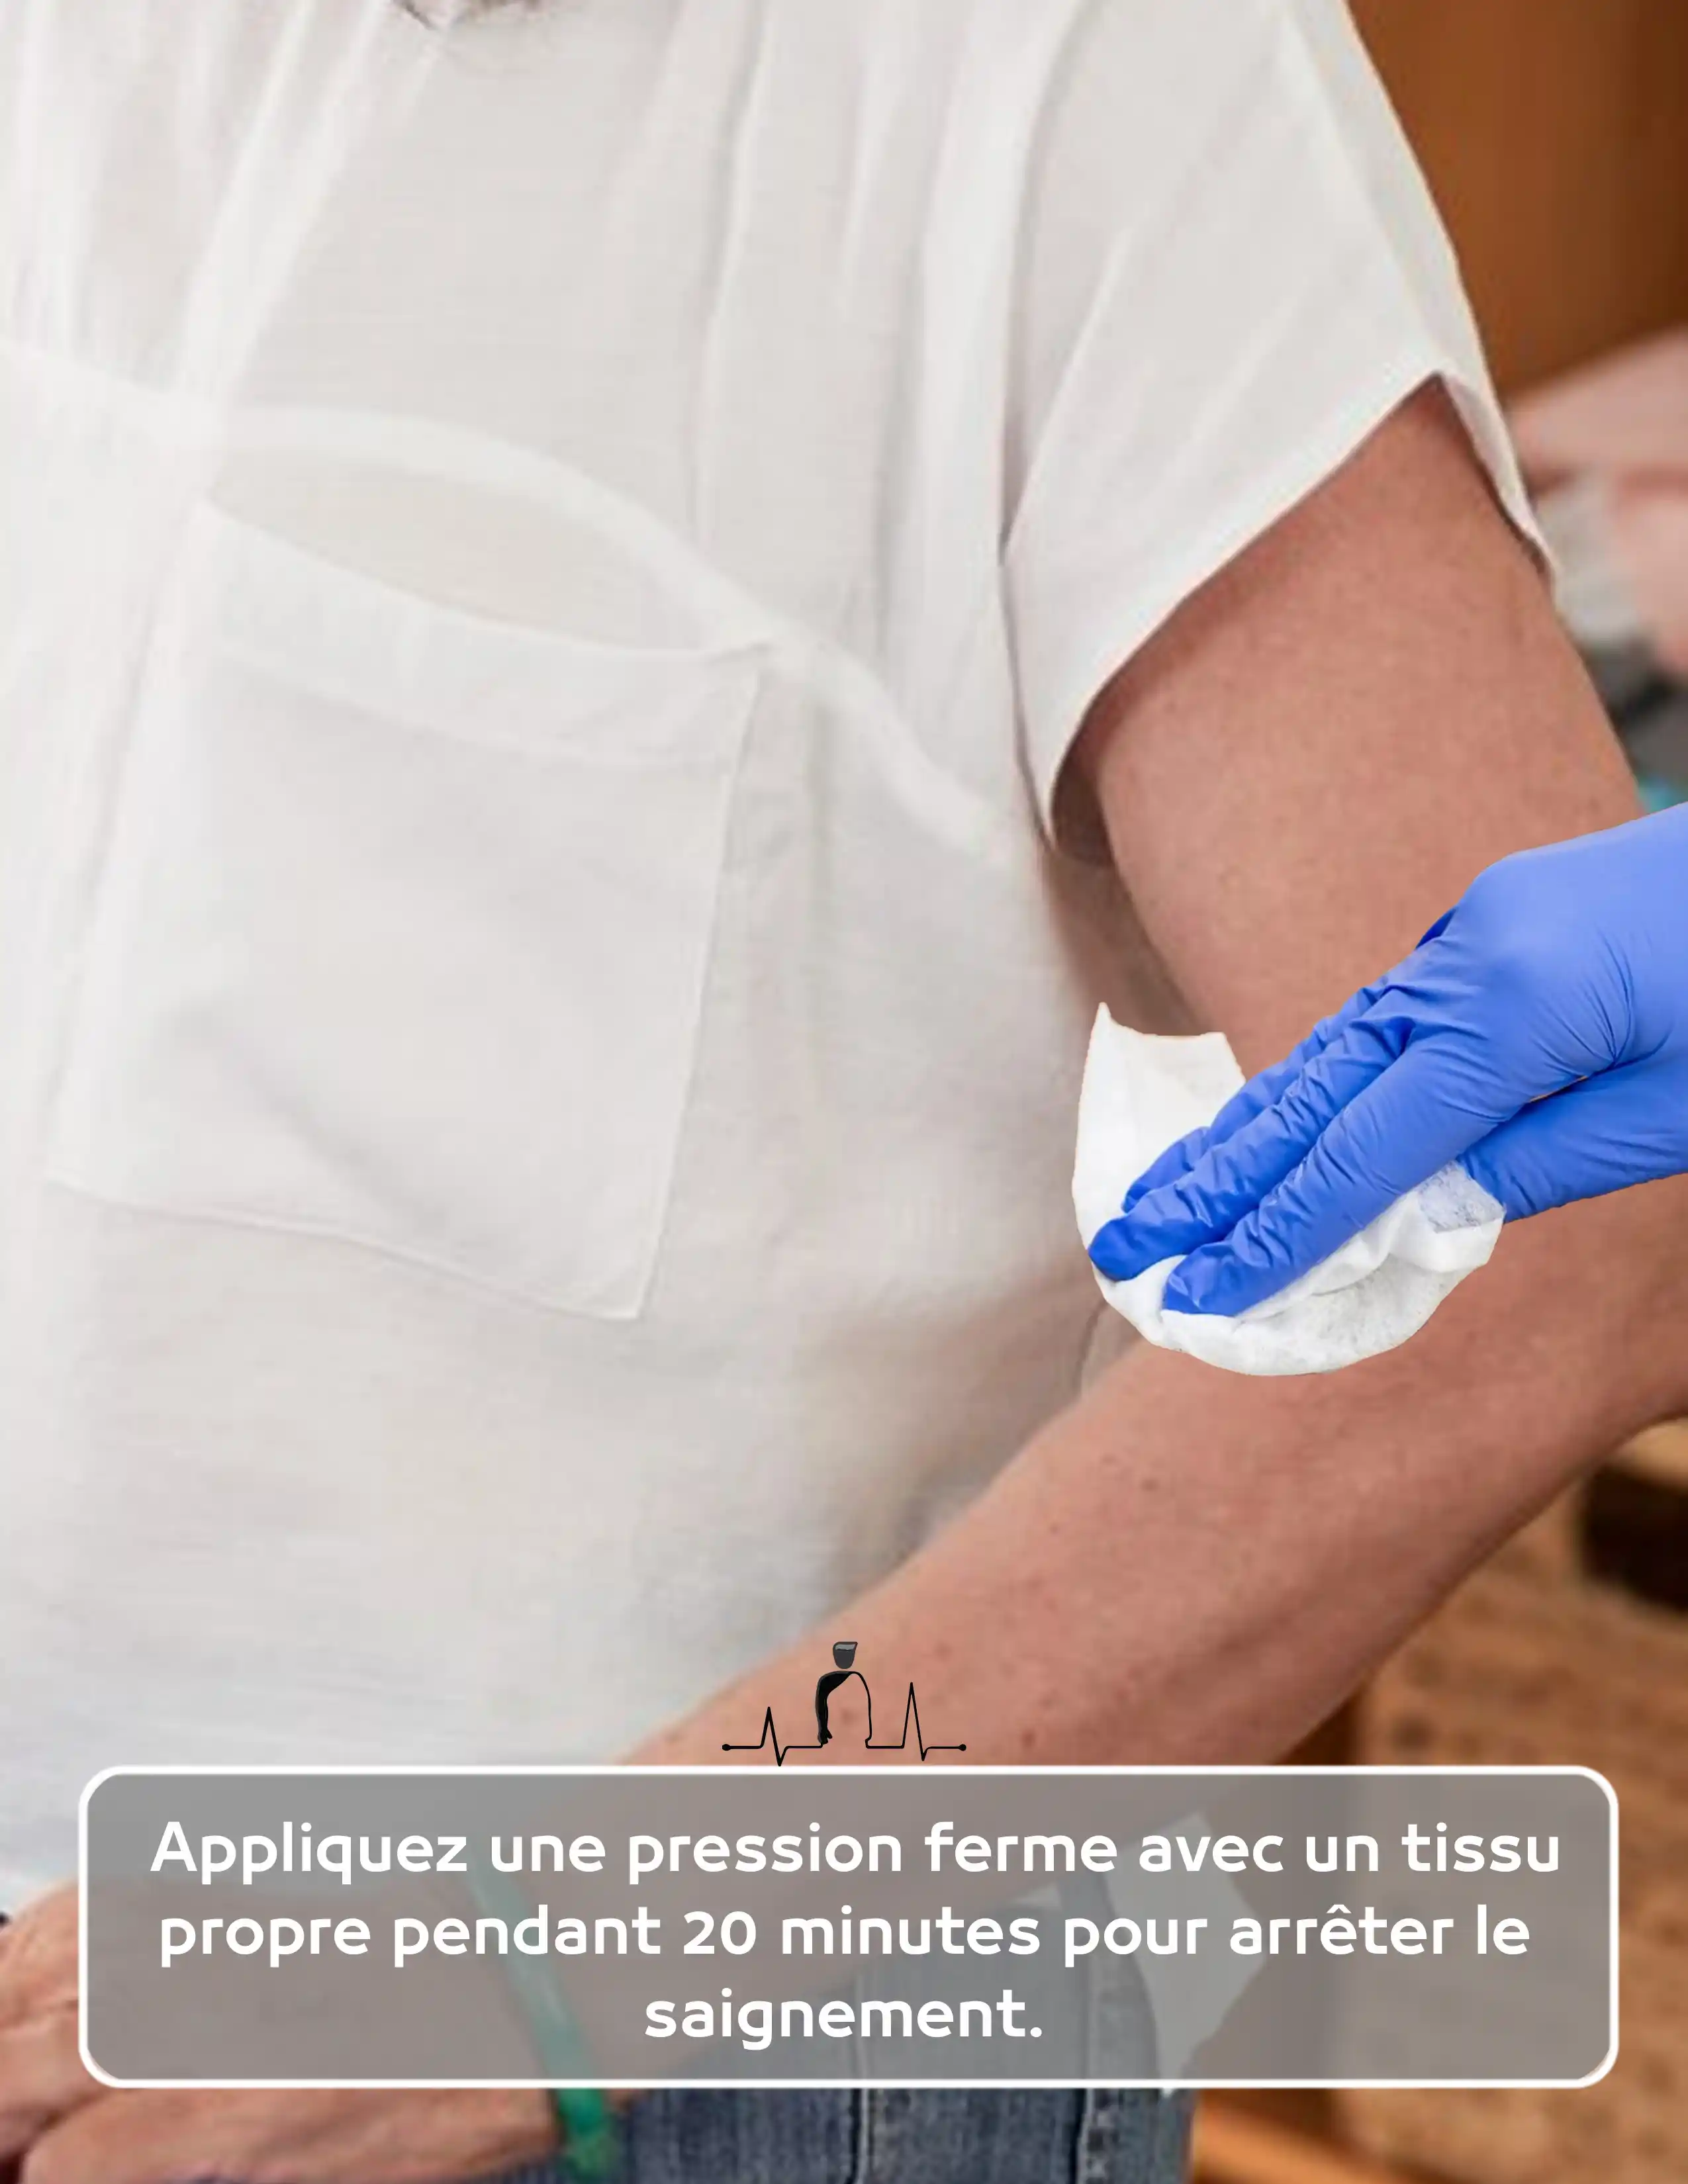 Appliquez une pression ferme avec un tissu
propre pendant 20 minutes pour arrêter le
saignement.